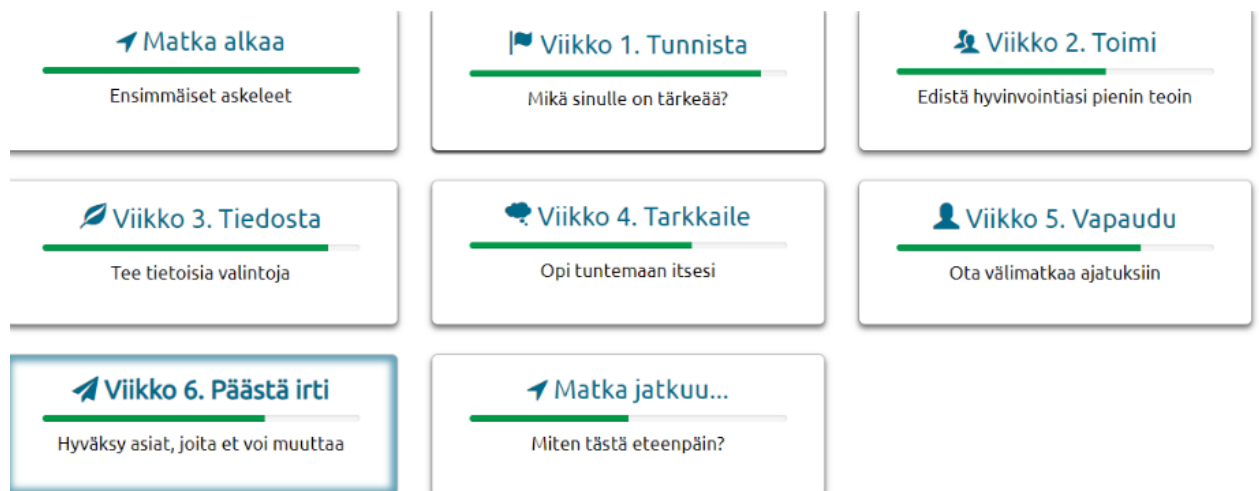 Matka alkaa
Ensimmäiset askeleet
Viikko 1. Tunnista
Mikä sinulle on tärkeää?
Viikko 2. Toimi
Edistä hyvinvointiasi pienin teoin
Viikko 3. Tiedosta
Tee tietoisia valintoja
Viikko 4. Tarkkaile
Opi tuntemaan itsesi
Viikko 5. Vapaudu
Ota välimatkaa ajatuksiin
Viikko 6. Päästä irti
Hyväksy asiat, joita et voi muuttaa
Matka jatkuu...
Miten tästä eteenpäin?